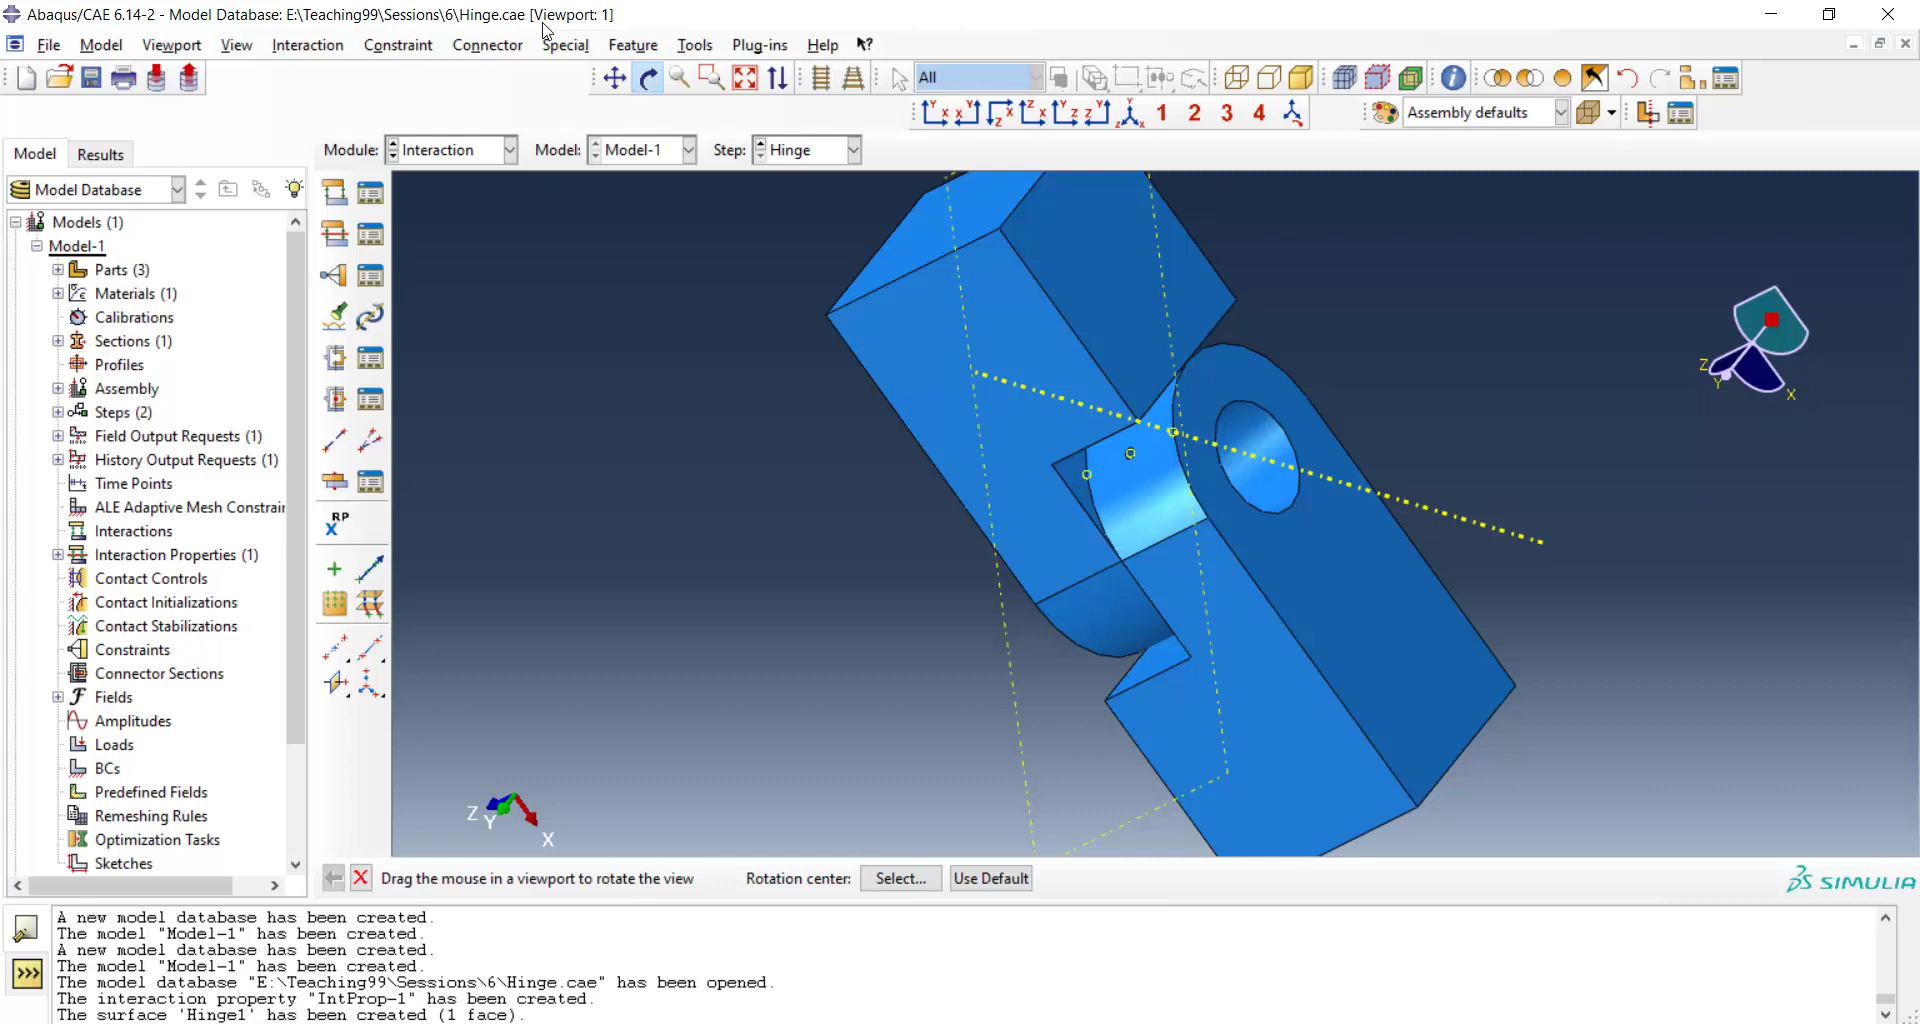 Abaqus/CAE 6.14-2 - Model Database: E:\Teaching99\Sessions\6\Hinge.cae [Viewport: 1]
File Model Viewport View Interaction Constraint Connector Special Feature Tools Plug-ins Help
All
1 2 3 4 Assembly defaults
Model Results Module: Interaction Model: Model-1 Step: Hinge
Model Database
Models (1)
Model-1
Parts (3)
Materials (1)
Calibrations
Sections (1)
Profiles
Assembly
Steps (2)
Field Output Requests (1)
History Output Requests (1)
Time Points
ALE Adaptive Mesh Constrai
Interactions
Interaction Properties (1)
Contact Controls
Contact Initializations
Contact Stabilizations
Constraints
Connector Sections
Fields
Amplitudes
Loads
BCs
Predefined Fields
Remeshing Rules
Optimization Tasks
Sketches
RP
Z
Y
X
Z
Y
X
Drag the mouse in a viewport to rotate the view Rotation center: Select... Use Default
SIMULIA
A new model database has been created.
The model "Model-1" has been created.
A new model database has been created.
The model "Model-1" has been created.
The model database "E:\Teaching99\Sessions\6\Hinge.cae" has been opened.
The interaction property "IntProp-1" has been created.
The surface 'Hinge1' has been created (1 face).